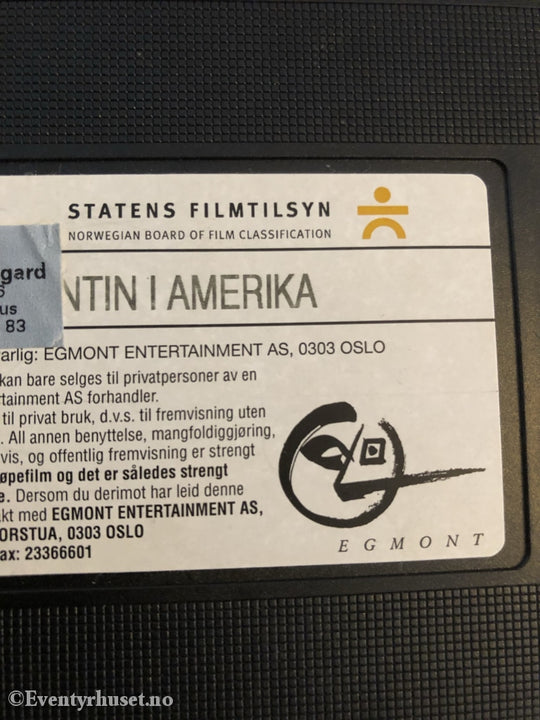 STATENS FILMTILSYN
NORWEGIAN BOARD OF FILM CLASSIFICATION
gard
6
us
83
NTIN I AMERIKA
arlig: EGMONT ENTERTAINMENT AS, 0303 OSLO
kan bare selges til privatpersoner av en
rtainment AS forhandler.
til privat bruk, d.v.s. til fremvisning uten
. All annen benyttelse, mangfoldiggjøring,
vis, og offentlig fremvisning er strengt
øpefilm og det er således strengt
e. Dersom du derimot har leid denne
akt med EGMONT ENTERTAINMENT AS,
ORSTUA, 0303 OSLO
ax: 23366601
EGMONT
©Eventyrhuset.no